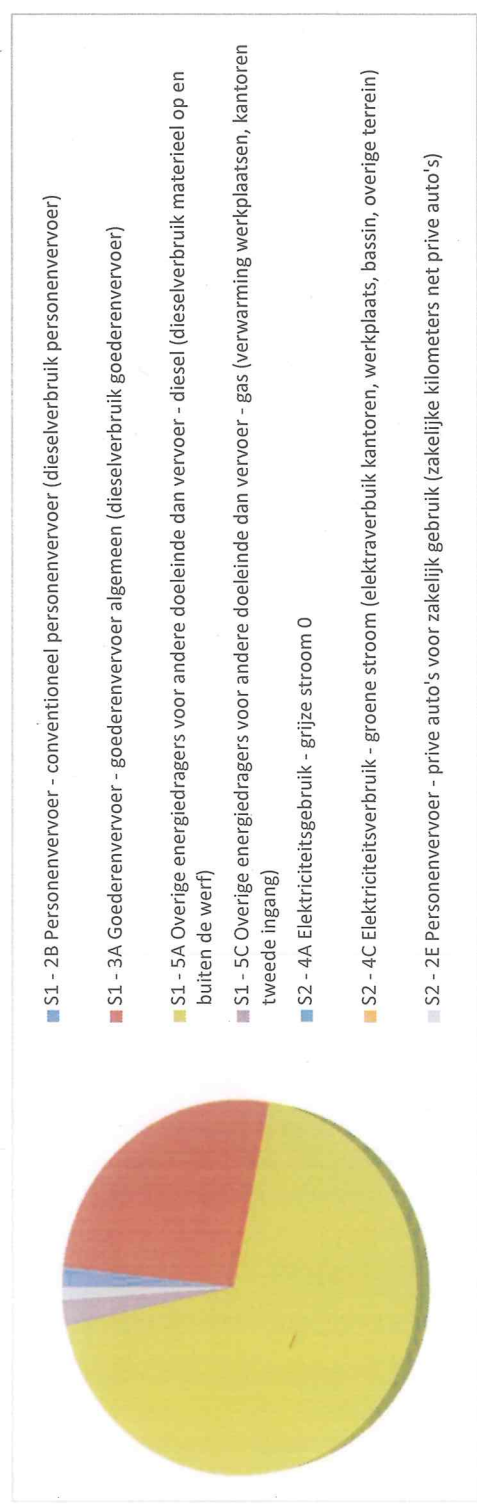 S1 - 2B Personenvervoer - conventioneel personenvervoer (dieselverbruik personenvervoer)
S1 - 3A Goederenvervoer - goederenvervoer algemeen (dieselverbruik goederenvervoer)
S1 - 5A Overige energiedragers voor andere doeleinde dan vervoer - diesel (dieselverbruik materieel op en
buiten de werf)
S1 - 5C Overige energiedragers voor andere doeleinde dan vervoer - gas (verwarming werkplaatsen, kantoren
tweede ingang)
S2 - 4A Elektriciteitsgebruik - grijze stroom 0
S2 - 4C Elektriciteitsverbruik - groene stroom (elektraverbuik kantoren, werkplaats, bassin, overige terrein)
S2 - 2E Personenvervoer - prive auto's voor zakelijk gebruik (zakelijke kilometers net prive auto's)